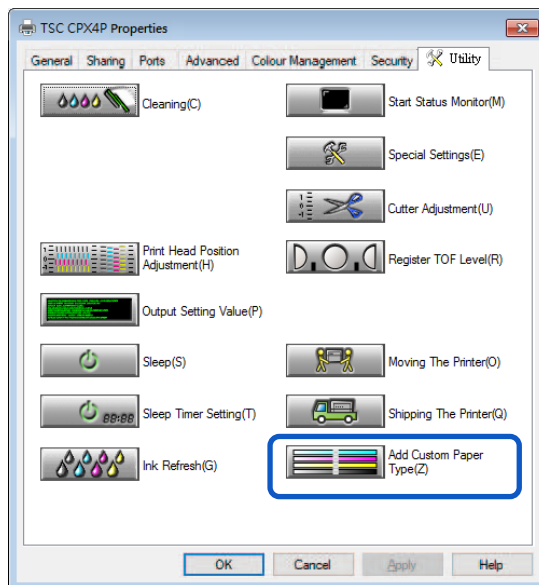 TSC CPX4P Properties
General Sharing Ports Advanced Colour Management Security Utility
Cleaning(C)
Start Status Monitor(M)
Special Settings(E)
Cutter Adjustment(U)
Print Head Position
Adjustment(H)
Register TOF Level(R)
Output Setting Value(P)
Sleep(S)
Moving The Printer(O)
88:88
Sleep Timer Setting(T)
Shipping The Printer(Q)
Ink Refresh(G)
Add Custom Paper
Type(Z)
OK Cancel Apply Help